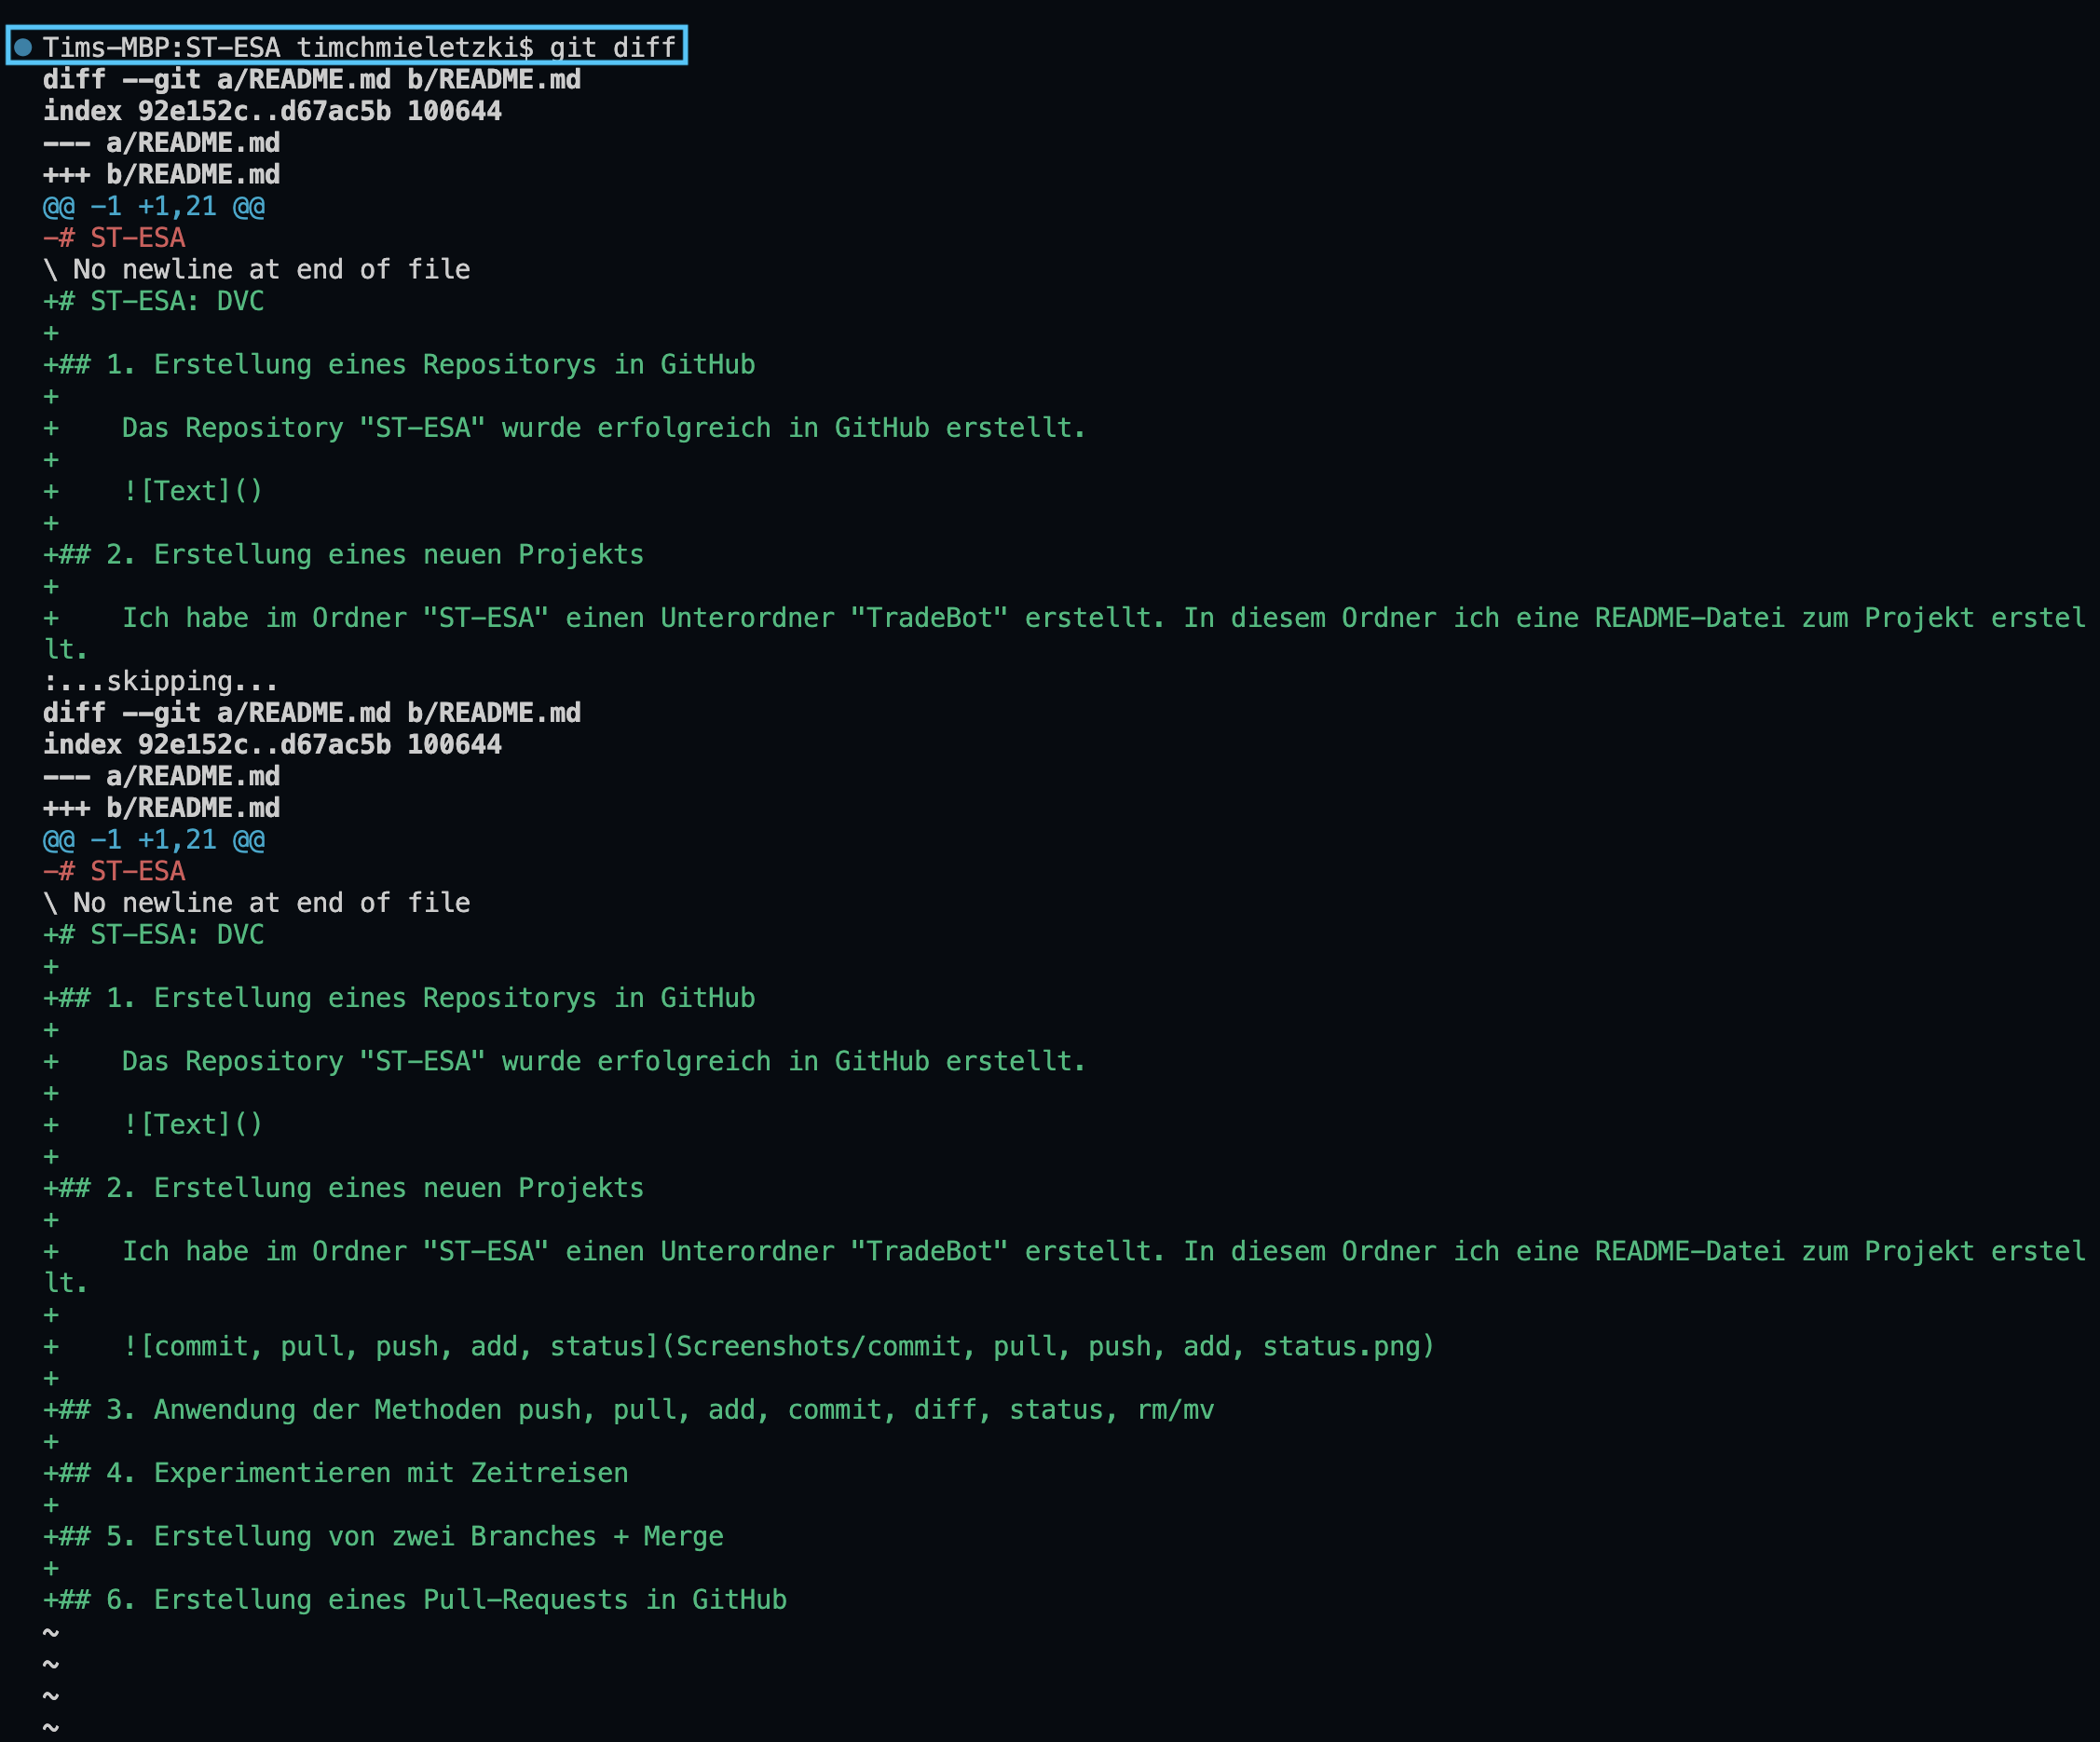 Tims-MBP:ST-ESA timchmieletzki$ git diff
diff --git a/README.md b/README.md
index 92e152c..d67ac5b 100644
--- a/README.md
+++ b/README.md
@@ -1 +1,21 @@
-# ST-ESA
\ No newline at end of file
+# ST-ESA: DVC
+
+## 1. Erstellung eines Repositorys in GitHub
+
+    Das Repository "ST-ESA" wurde erfolgreich in GitHub erstellt.
+
+    ![Text]()
+
+## 2. Erstellung eines neuen Projekts
+
+    Ich habe im Ordner "ST-ESA" einen Unterordner "TradeBot" erstellt. In diesem Ordner ich eine README-Datei zum Projekt erstel
lt.
:...skipping...
diff --git a/README.md b/README.md
index 92e152c..d67ac5b 100644
--- a/README.md
+++ b/README.md
@@ -1 +1,21 @@
-# ST-ESA
\ No newline at end of file
+# ST-ESA: DVC
+
+## 1. Erstellung eines Repositorys in GitHub
+
+    Das Repository "ST-ESA" wurde erfolgreich in GitHub erstellt.
+
+    ![Text]()
+
+## 2. Erstellung eines neuen Projekts
+
+    Ich habe im Ordner "ST-ESA" einen Unterordner "TradeBot" erstellt. In diesem Ordner ich eine README-Datei zum Projekt erstel
lt.
+
+    ![commit, pull, push, add, status](Screenshots/commit, pull, push, add, status.png)
+
+## 3. Anwendung der Methoden push, pull, add, commit, diff, status, rm/mv
+
+## 4. Experimentieren mit Zeitreisen
+
+## 5. Erstellung von zwei Branches + Merge
+
+## 6. Erstellung eines Pull-Requests in GitHub
~
~
~
~